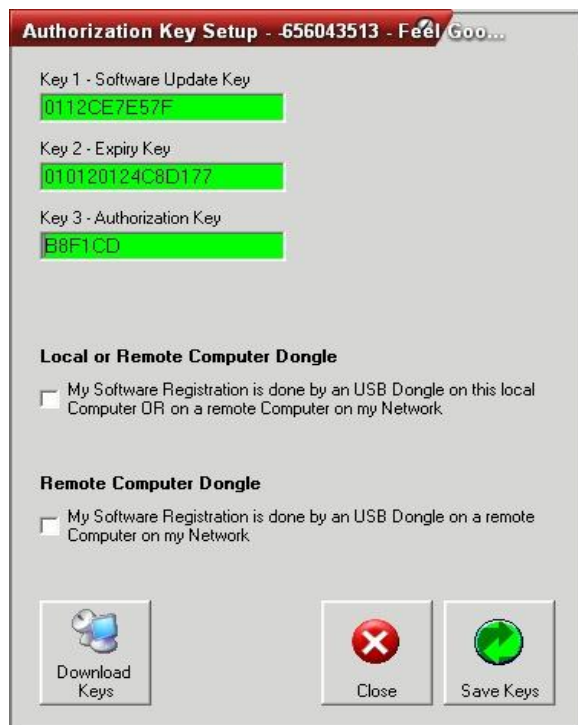 Authorization Key Setup - -656043513 - Feel Goo...
Key 1 - Software Update Key
0112CE7E57F
Key 2 - Expiry Key
010120124C8D177
Key 3 - Authorization Key
B8F1CD
Local or Remote Computer Dongle
My Software Registration is done by an USB Dongle on this local
Computer OR on a remote Computer on my Network
Remote Computer Dongle
My Software Registration is done by an USB Dongle on a remote
Computer on my Network
Download
Keys
Close
Save Keys